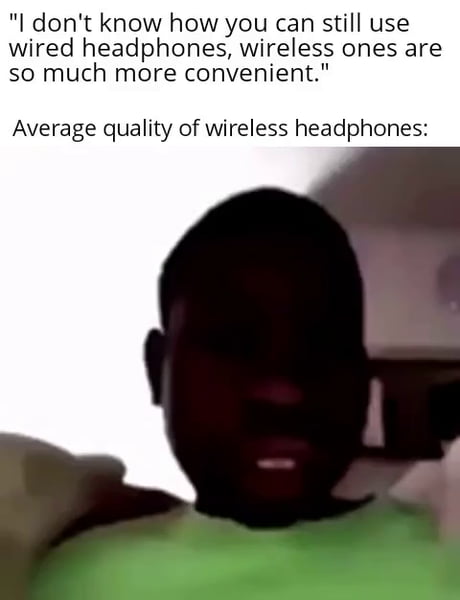 "I don't know how you can still use
wired headphones, wireless ones are
so much more convenient."
Average quality of wireless headphones: